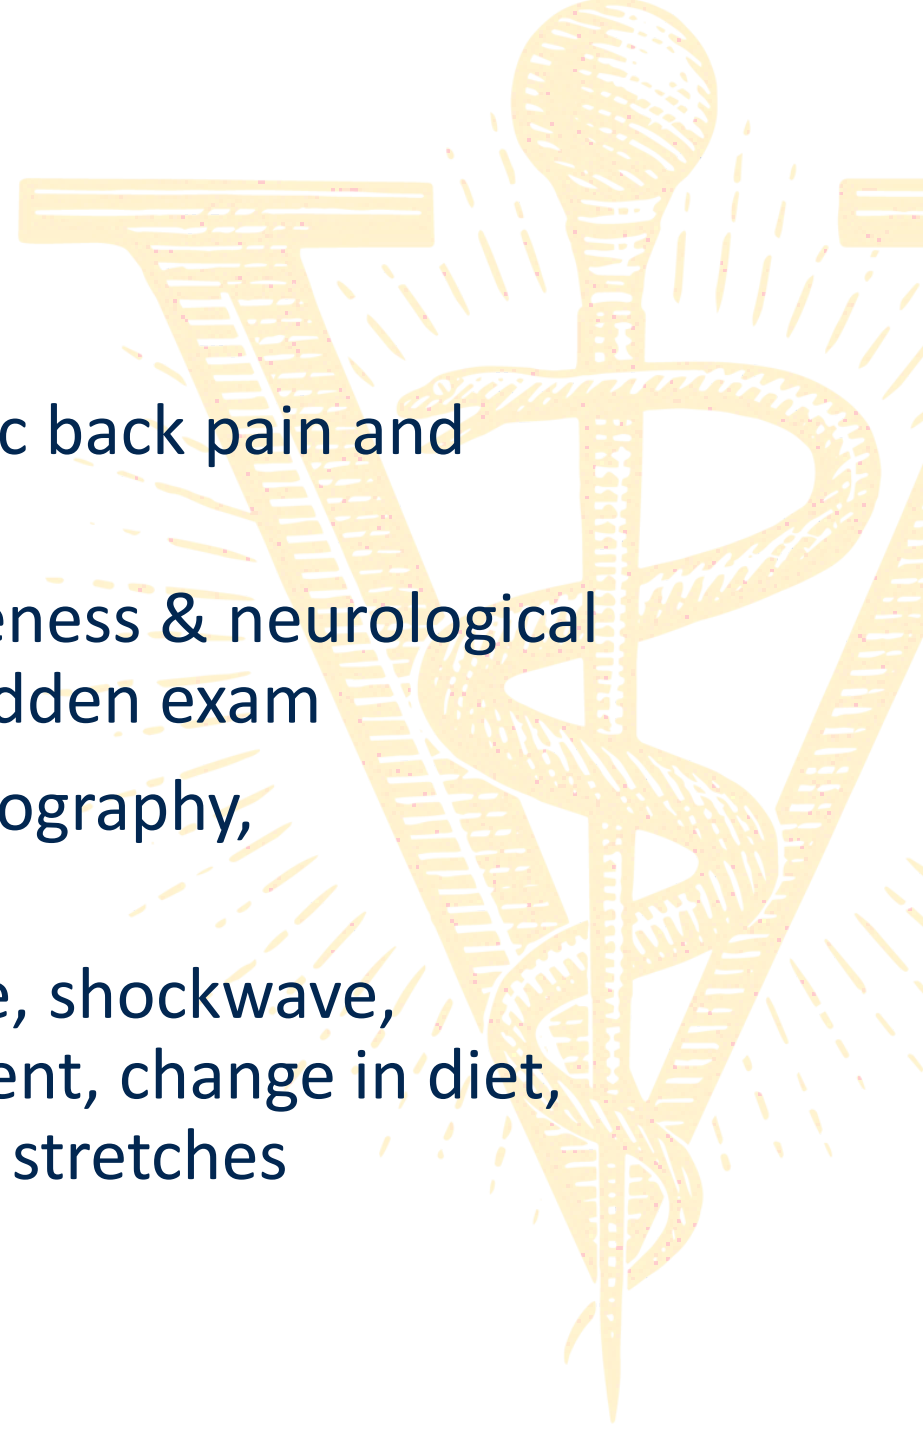 c back pain and
eness & neurological
dden exam
ography,
e, shockwave,
ent, change in diet,
stretches